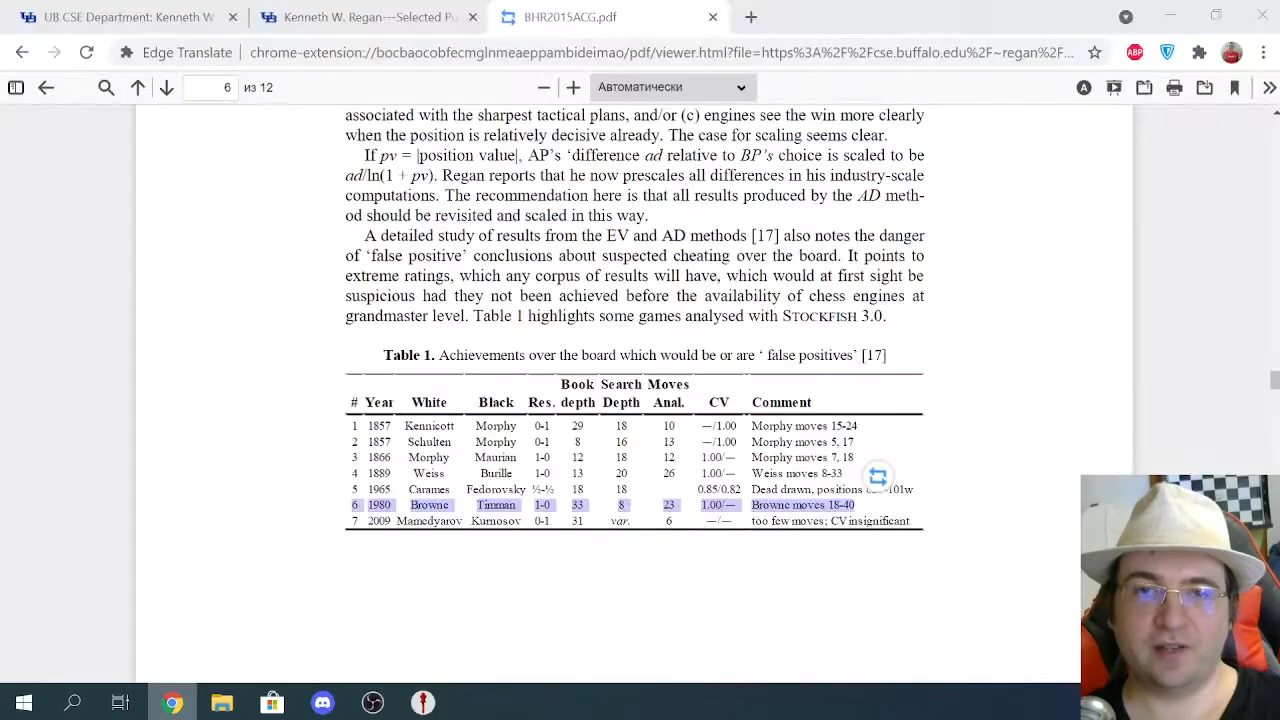 UB CSE Department: Kenneth W
Kenneth W. Regan---Selected Pu
BHR2015ACG.pdf
Edge Translate
chrome-extension://bocbaocobfecmglnmeaeppambideimao/pdf/viewer.html?file=https%3A%2F%2Fcse.buffalo.edu%2F~regan%2F...
ABP
6 из 12
Автоматически
associated with the sharpest tactical plans, and/or (c) engines see the win more clearly
when the position is relatively decisive already. The case for scaling seems clear.
If pv = |position value|, AP's 'difference ad relative to BP's choice is scaled to be
ad/ln(1 + pv). Regan reports that he now prescales all differences in his industry-scale
computations. The recommendation here is that all results produced by the AD meth-
od should be revisited and scaled in this way.
A detailed study of results from the EV and AD methods [17] also notes the danger
of 'false positive' conclusions about suspected cheating over the board. It points to
extreme ratings, which any corpus of results will have, which would at first sight be
suspicious had they not been achieved before the availability of chess engines at
grandmaster level. Table 1 highlights some games analysed with STOCKFISH 3.0.
Table 1. Achievements over the board which would be or are ' false positives' [17]
Book Search Moves
# Year White Black Res. depth Depth Anal. CV Comment
1 1857 Kennicott Morphy 0-1 29 18 10 –/1.00 Morphy moves 15-24
2 1857 Schulten Morphy 0-1 8 16 13 –/1.00 Morphy moves 5, 17
3 1866 Morphy Maurian 1-0 12 18 12 1.00/– Morphy moves 7, 18
4 1889 Weiss Burille 1-0 13 20 26 1.00/– Weiss moves 8-33
5 1965 Carames Fedorovsky ½-½ 18 18 0.85/0.82 Dead drawn, positions 101w
6 1980 Browne Timman 1-0 33 8 23 1.00/– Browne moves 18-40
7 2009 Mamedyarov Kurnosov 0-1 31 var. 6 –/– too few moves; CV insignificant